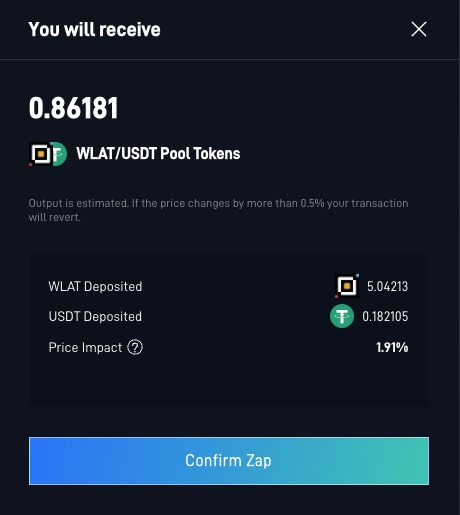 You will receive
0.86181
WLAT/USDT Pool Tokens
Output is estimated. If the price changes by more than 0.5% your transaction
will revert.
WLAT Deposited 5.04213
USDT Deposited 0.182105
Price Impact ? 1.91%
Confirm Zap